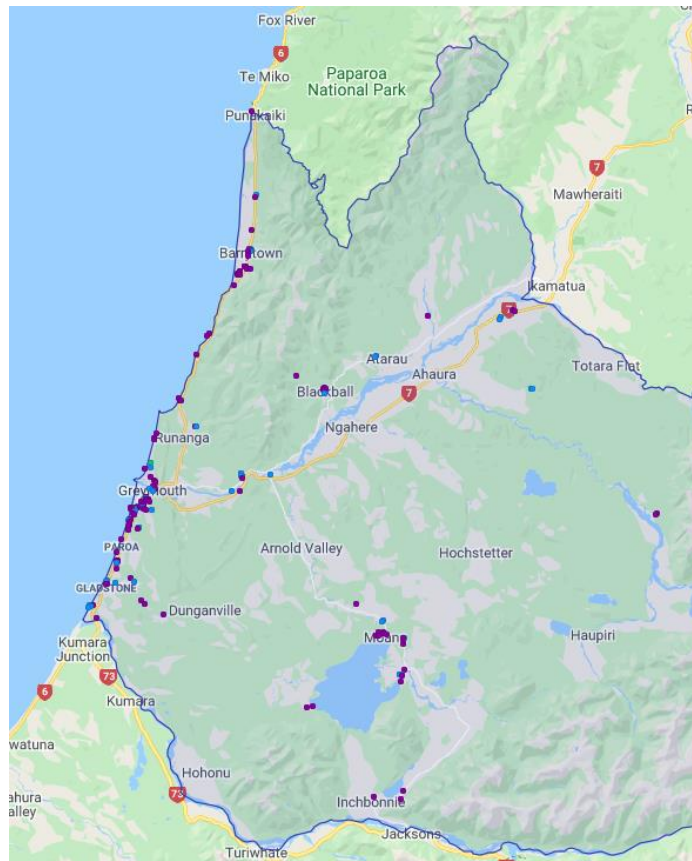 Fox River
6
Te Miko
Paparoa
National Park
Punakaiki
7
Mawheraiti
Barrytown
Ikamatua
7
Atarau
Totara Flat
Ahaura
Blackball
7
Ngahere
Runanga
Greymouth
PAROA
Arnold Valley
Hochstetter
GLADSTONE
Dunganville
Moana
Haupiri
Kumara
Junction
73
6
Kumara
watuna
Hohonu
73
ahura
alley
Inchbonnie
Jacksons
Turiwhate